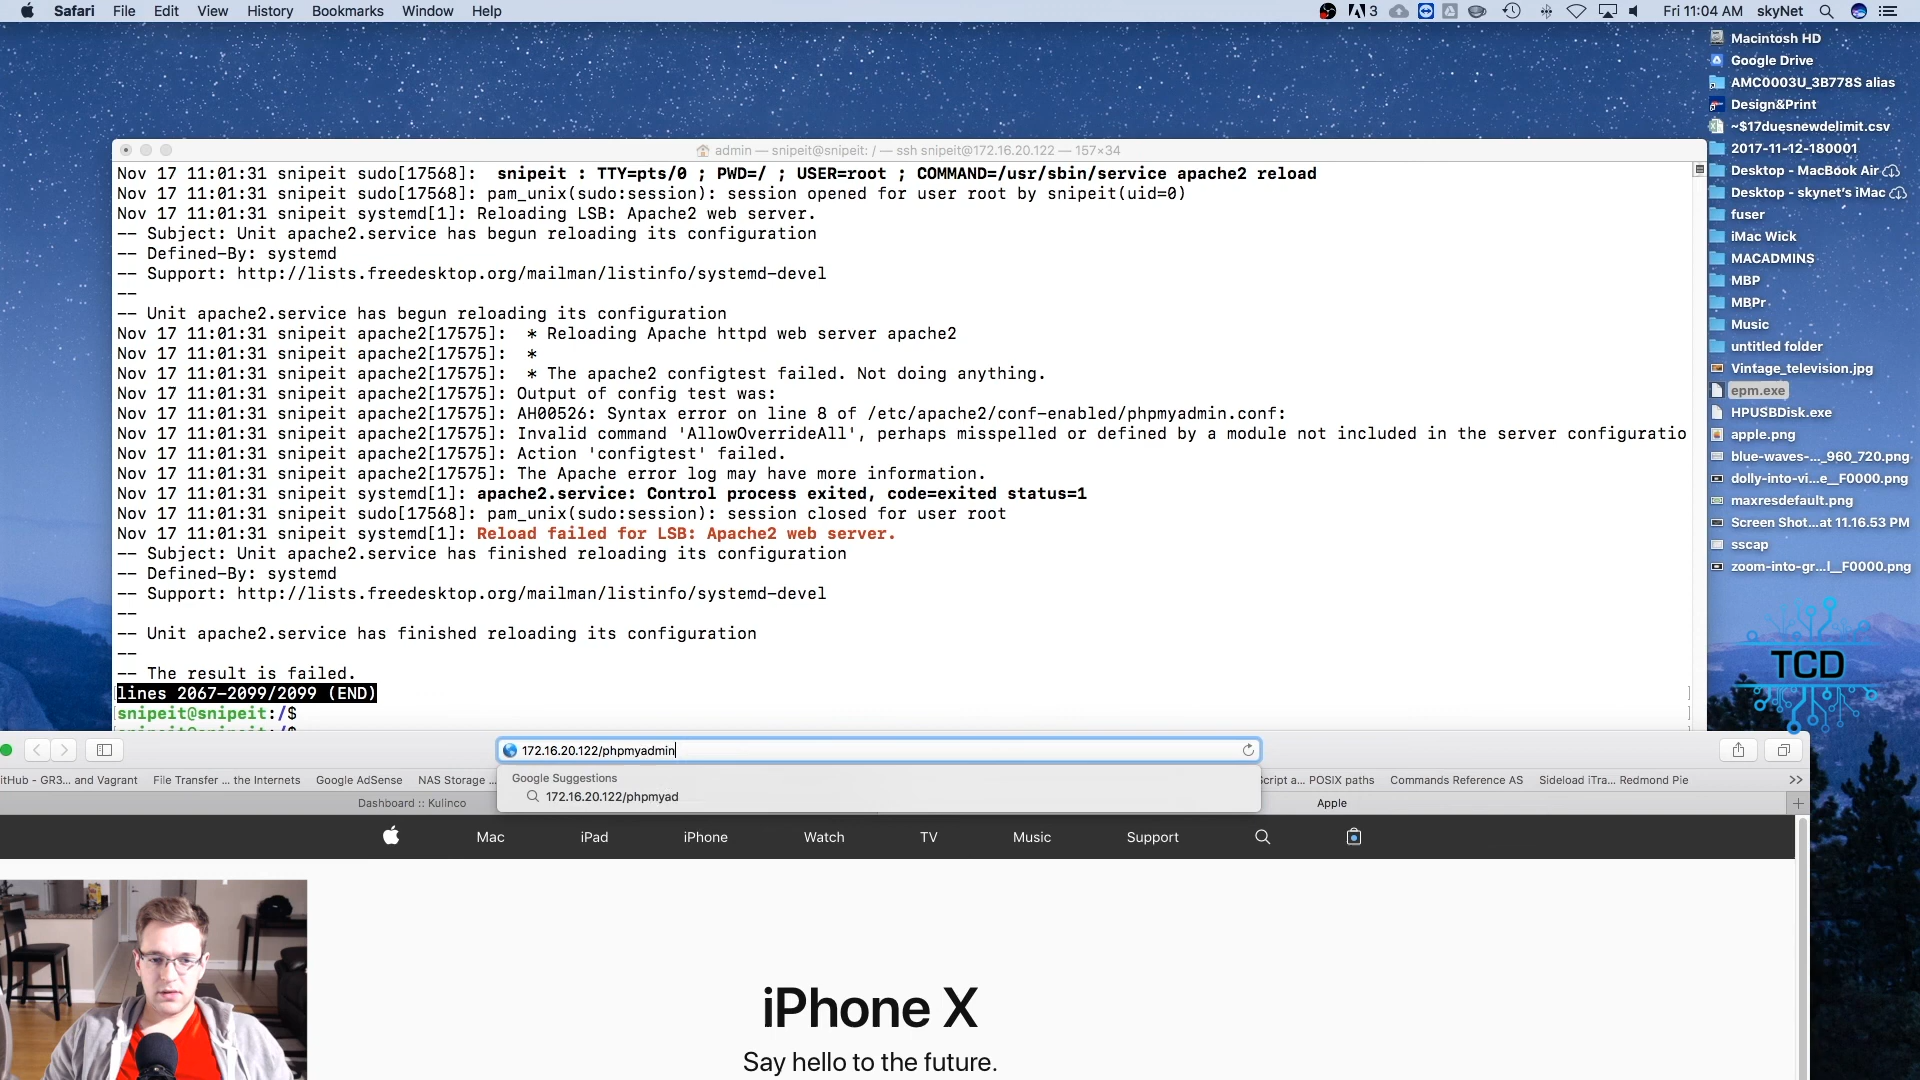 Safari File Edit View History Bookmarks Window Help
3 Fri 11:04 AM skyNet
Macintosh HD
Google Drive
AMC0003U_3B778S alias
Design&Print
~$17duesnewdelimit.csv
2017-11-12-180001
Desktop - MacBook Air
Desktop - skynet's iMac
fuser
iMac Wick
MACADMINS
MBP
MBPr
Music
untitled folder
Vintage_television.jpg
epm.exe
HPUSBDisk.exe
apple.png
blue-waves-..._960_720.png
dolly-into-vi...e__F0000.png
maxresdefault.png
Screen Shot...at 11.16.53 PM
sscap
zoom-into-gr...l__F0000.png
TCD
admin — snipeit@snipeit: / — ssh snipeit@172.16.20.122 — 157×34
Nov 17 11:01:31 snipeit sudo[17568]:  snipeit : TTY=pts/0 ; PWD=/ ; USER=root ; COMMAND=/usr/sbin/service apache2 reload
Nov 17 11:01:31 snipeit sudo[17568]: pam_unix(sudo:session): session opened for user root by snipeit(uid=0)
Nov 17 11:01:31 snipeit systemd[1]: Reloading LSB: Apache2 web server.
-- Subject: Unit apache2.service has begun reloading its configuration
-- Defined-By: systemd
-- Support: http://lists.freedesktop.org/mailman/listinfo/systemd-devel
--
-- Unit apache2.service has begun reloading its configuration
Nov 17 11:01:31 snipeit apache2[17575]:  * Reloading Apache httpd web server apache2
Nov 17 11:01:31 snipeit apache2[17575]:  *
Nov 17 11:01:31 snipeit apache2[17575]:  * The apache2 configtest failed. Not doing anything.
Nov 17 11:01:31 snipeit apache2[17575]: Output of config test was:
Nov 17 11:01:31 snipeit apache2[17575]: AH00526: Syntax error on line 8 of /etc/apache2/conf-enabled/phpmyadmin.conf:
Nov 17 11:01:31 snipeit apache2[17575]: Invalid command 'AllowOverrideAll', perhaps misspelled or defined by a module not included in the server configuratio
Nov 17 11:01:31 snipeit apache2[17575]: Action 'configtest' failed.
Nov 17 11:01:31 snipeit apache2[17575]: The Apache error log may have more information.
Nov 17 11:01:31 snipeit systemd[1]: apache2.service: Control process exited, code=exited status=1
Nov 17 11:01:31 snipeit sudo[17568]: pam_unix(sudo:session): session closed for user root
Nov 17 11:01:31 snipeit systemd[1]: Reload failed for LSB: Apache2 web server.
-- Subject: Unit apache2.service has finished reloading its configuration
-- Defined-By: systemd
-- Support: http://lists.freedesktop.org/mailman/listinfo/systemd-devel
--
-- Unit apache2.service has finished reloading its configuration
--
-- The result is failed.
lines 2067-2099/2099 (END)
snipeit@snipeit:/$
172.16.20.122/phpmyadmin
Google Suggestions
172.16.20.122/phpmyad
itHub - GR3... and Vagrant File Transfer ... the Internets Google AdSense NAS Storage ... cript a... POSIX paths Commands Reference AS Sideload iTra... Redmond Pie >>
Dashboard :: Kulinco Apple
Mac iPad iPhone Watch TV Music Support
iPhone X
Say hello to the future.